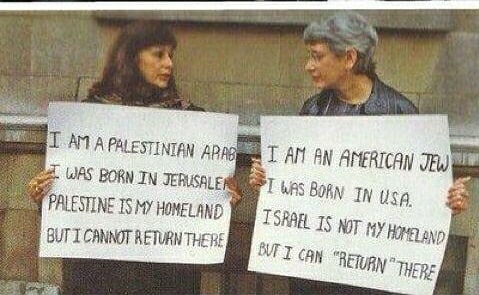 I AM A PALESTINIAN ARAB
I WAS BORN IN JERUSALEM
PALESTINE IS MY HOMELAND
BUT I CANNOT RETURN THERE
I AM AN AMERICAN JEW
I WAS BORN IN U.S.A.
ISRAEL IS NOT MY HOMELAND
BUT I CAN "RETURN" THERE